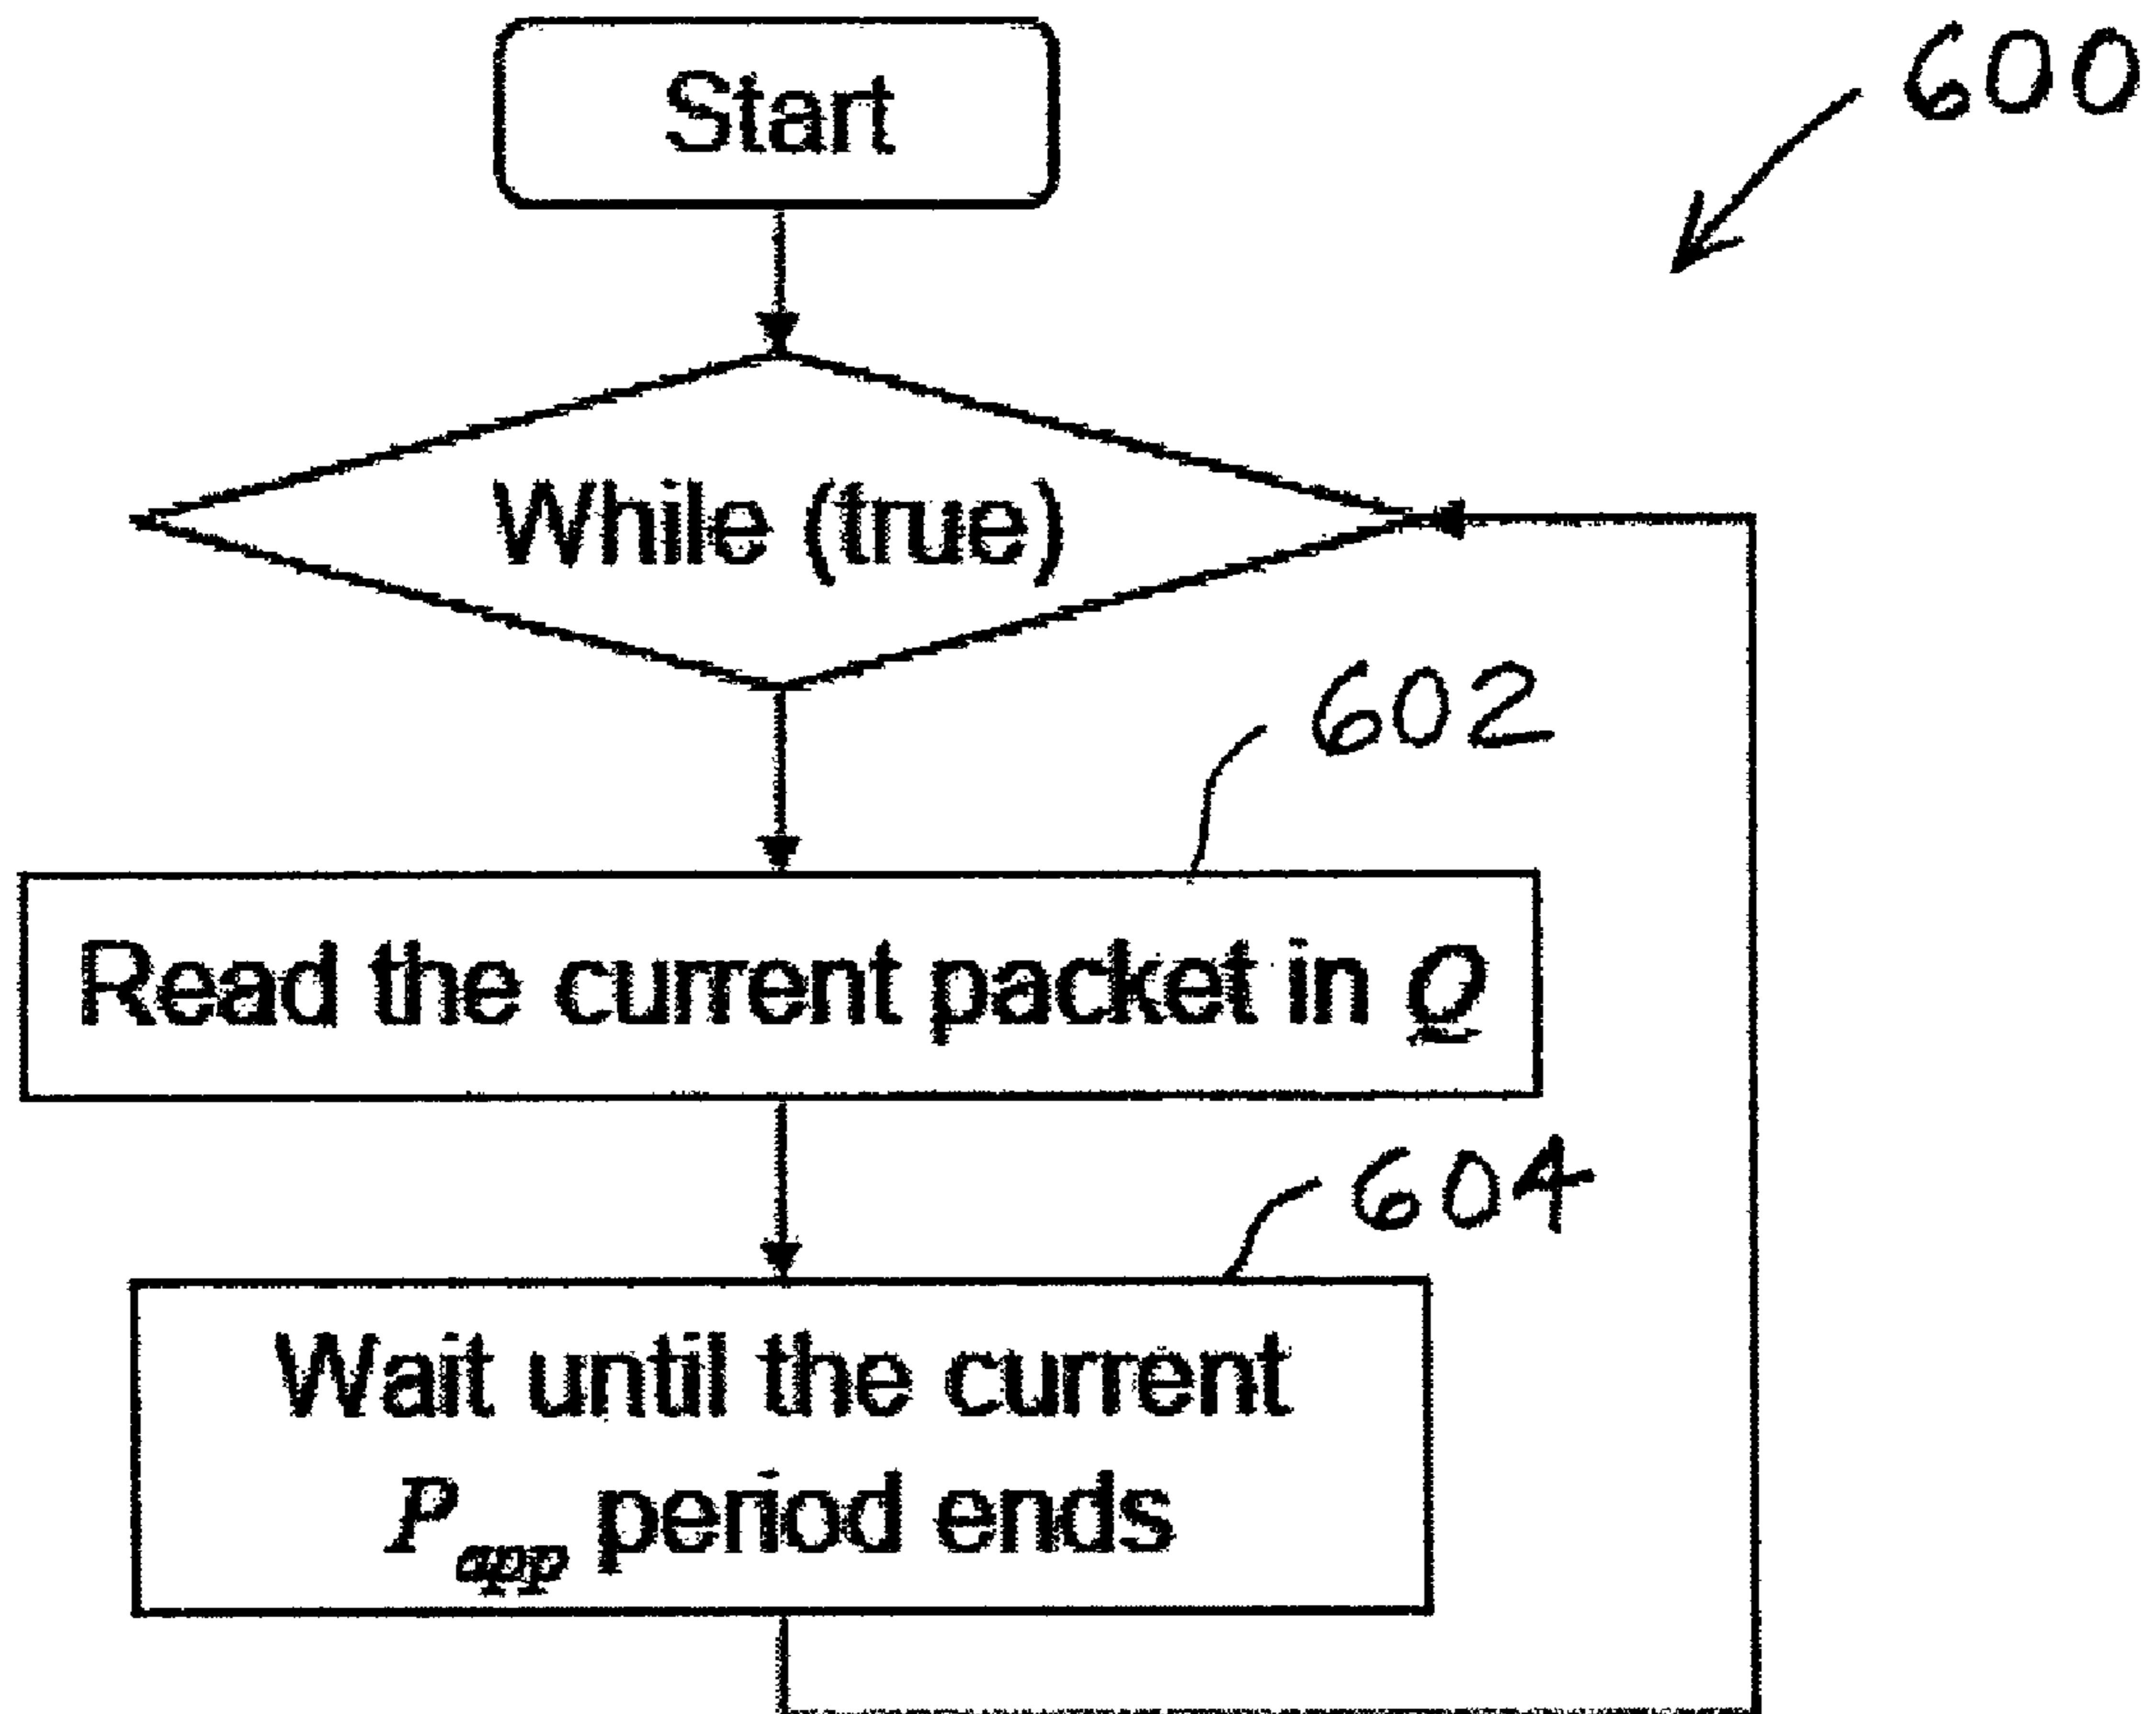 Start
600
While (true)
602
Read the current packet in Q
604
Wait until the current
P_app period ends